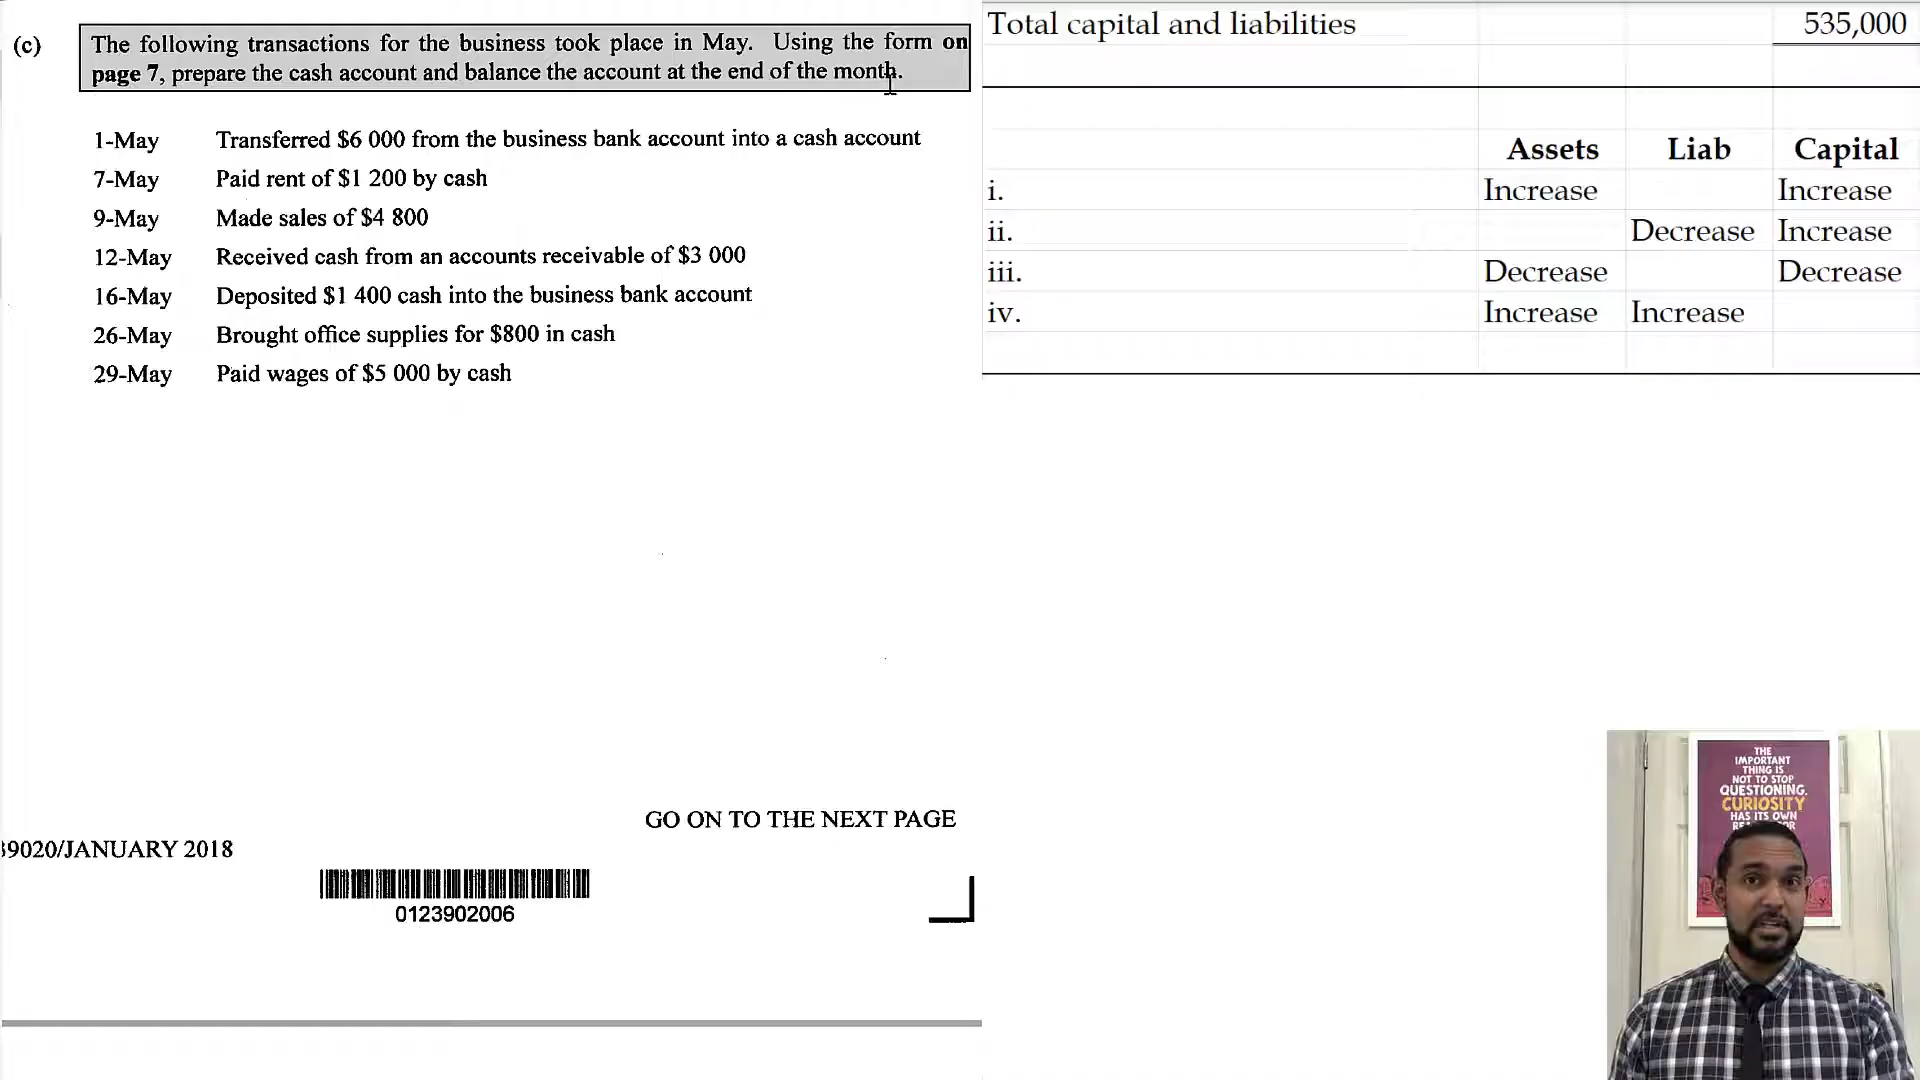 (c)
The following transactions for the business took place in May. Using the form on
page 7, prepare the cash account and balance the account at the end of the month.
1-May Transferred $6 000 from the business bank account into a cash account
7-May Paid rent of $1 200 by cash
9-May Made sales of $4 800
12-May Received cash from an accounts receivable of $3 000
16-May Deposited $1 400 cash into the business bank account
26-May Brought office supplies for $800 in cash
29-May Paid wages of $5 000 by cash
GO ON TO THE NEXT PAGE
39020/JANUARY 2018
0123902006
Total capital and liabilities 535,000
Assets Liab Capital
i. Increase Increase
ii. Decrease Increase
iii. Decrease Decrease
iv. Increase Increase
THE
IMPORTANT
THING IS
NOT TO STOP
QUESTIONING.
CURIOSITY
HAS ITS OWN